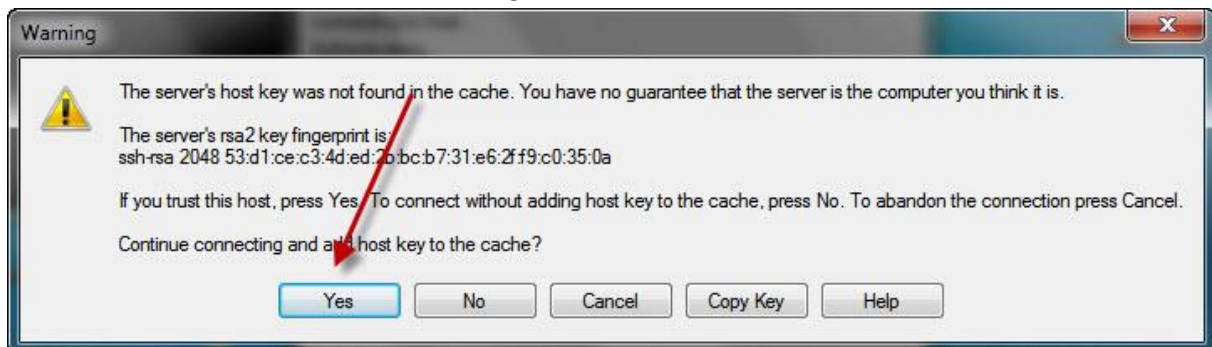 Warning
The server's host key was not found in the cache. You have no guarantee that the server is the computer you think it is.
The server's rsa2 key fingerprint is:
ssh-rsa 2048 53:d1:ce:c3:4d:ed:2b:bc:b7:31:e6:2f:f9:c0:35:0a
If you trust this host, press Yes. To connect without adding host key to the cache, press No. To abandon the connection press Cancel.
Continue connecting and add host key to the cache?
Yes No Cancel Copy Key Help